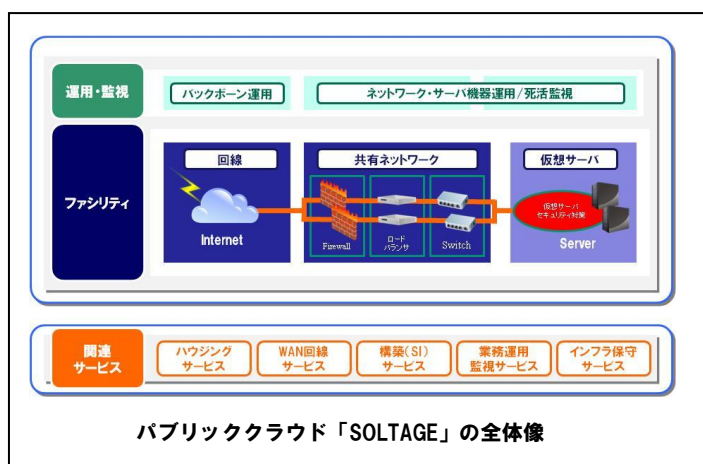 運用・監視
バックボーン運用
ネットワーク・サーバ機器運用/死活監視
ファシリティ
回線
共有ネットワーク
仮想サーバ
Internet
Firewall
ロード
バランサ
Switch
仮想サーバ
セキュリティ対策
Server
関連
サービス
ハウジング
サービス
WAN回線
サービス
構築(SI)
サービス
業務運用
監視サービス
インフラ保守
サービス
パブリッククラウド「SOLTAGE」の全体像